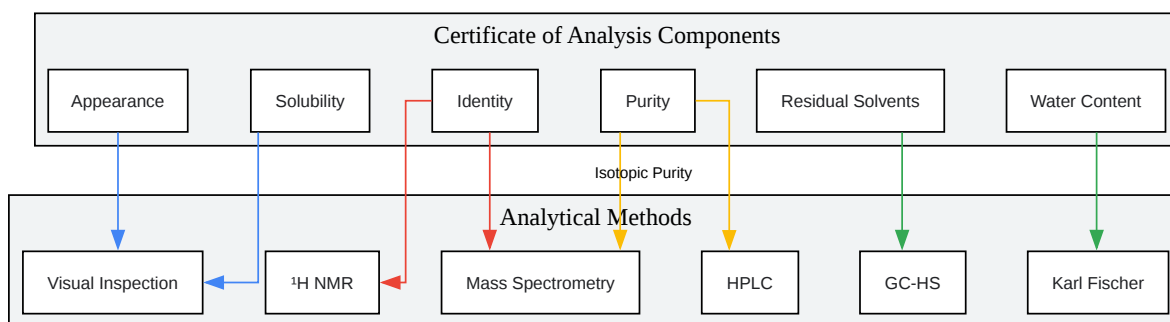 Certificate of Analysis Components
Appearance
Solubility
Identity
Purity
Residual Solvents
Water Content
Isotopic Purity
Analytical Methods
Visual Inspection
¹H NMR
Mass Spectrometry
HPLC
GC-HS
Karl Fischer